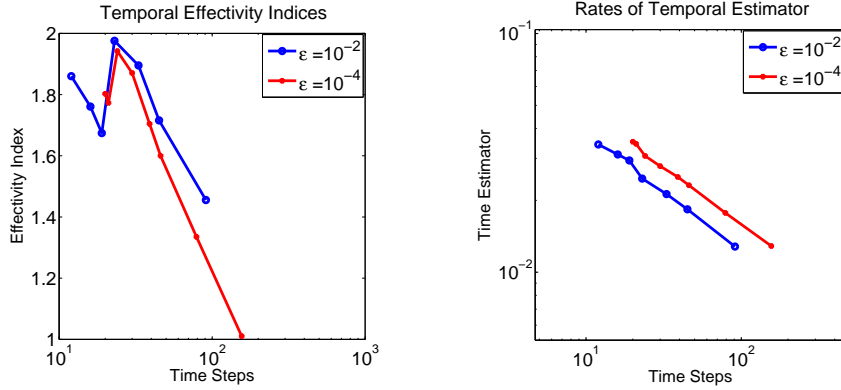 Temporal Effectivity Indices
2
1.8
1.6
1.4
1.2
1
Effectivity Index
10^1
10^2
10^3
Time Steps
ε =10^-2
ε =10^-4
Rates of Temporal Estimator
10^-1
10^-2
Time Estimator
10^1
10^2
Time Steps
ε =10^-2
ε =10^-4